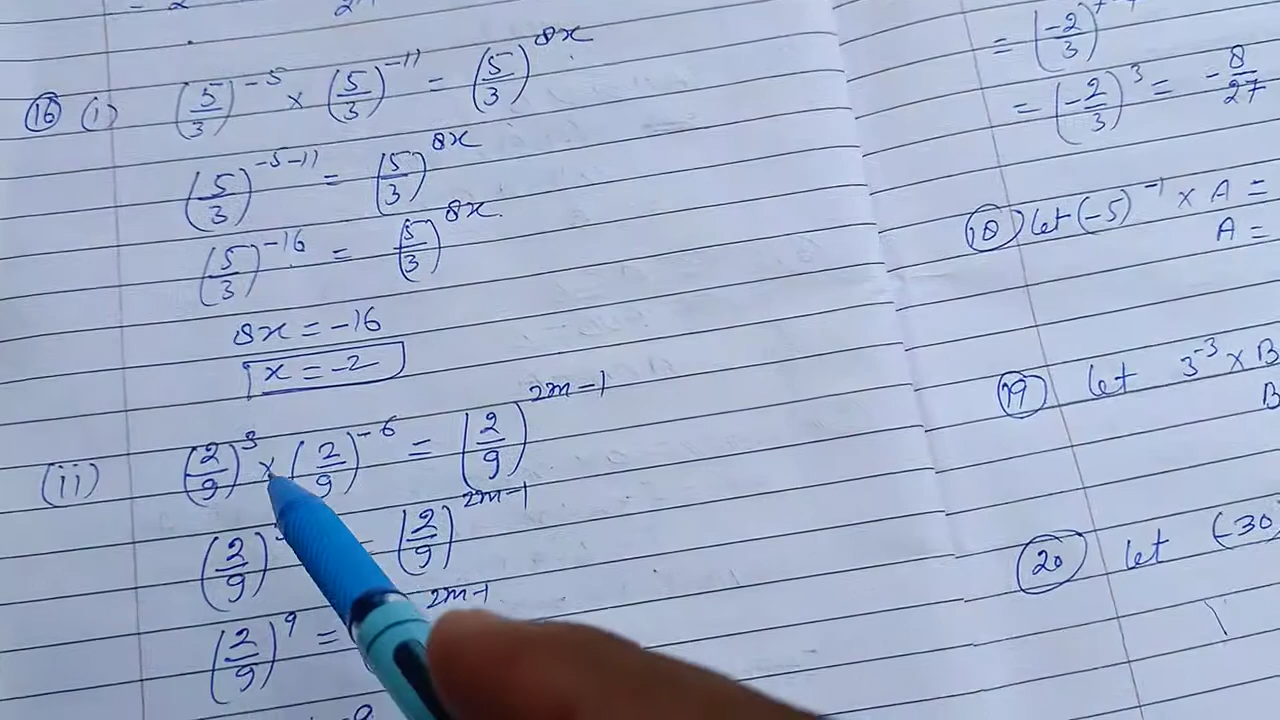 (16) (i) (5/3)^-5 × (5/3)^-11 = (5/3)^8x
(5/3)^-5-11 = (5/3)^8x
(5/3)^-16 = (5/3)^8x
8x = -16
x = -2
(ii) (2/9)^3 × (2/9)^-6 = (2/9)^2m-1
(2/9) = (2/9)^2m-1
(2/9)^9 = 2m-1
= (-2/3)
= (-2/3)^3 = -8/27
(18) let (-5)^-1 × A =
A =
(19) let 3^-3 × B
B
(20) let (-30)